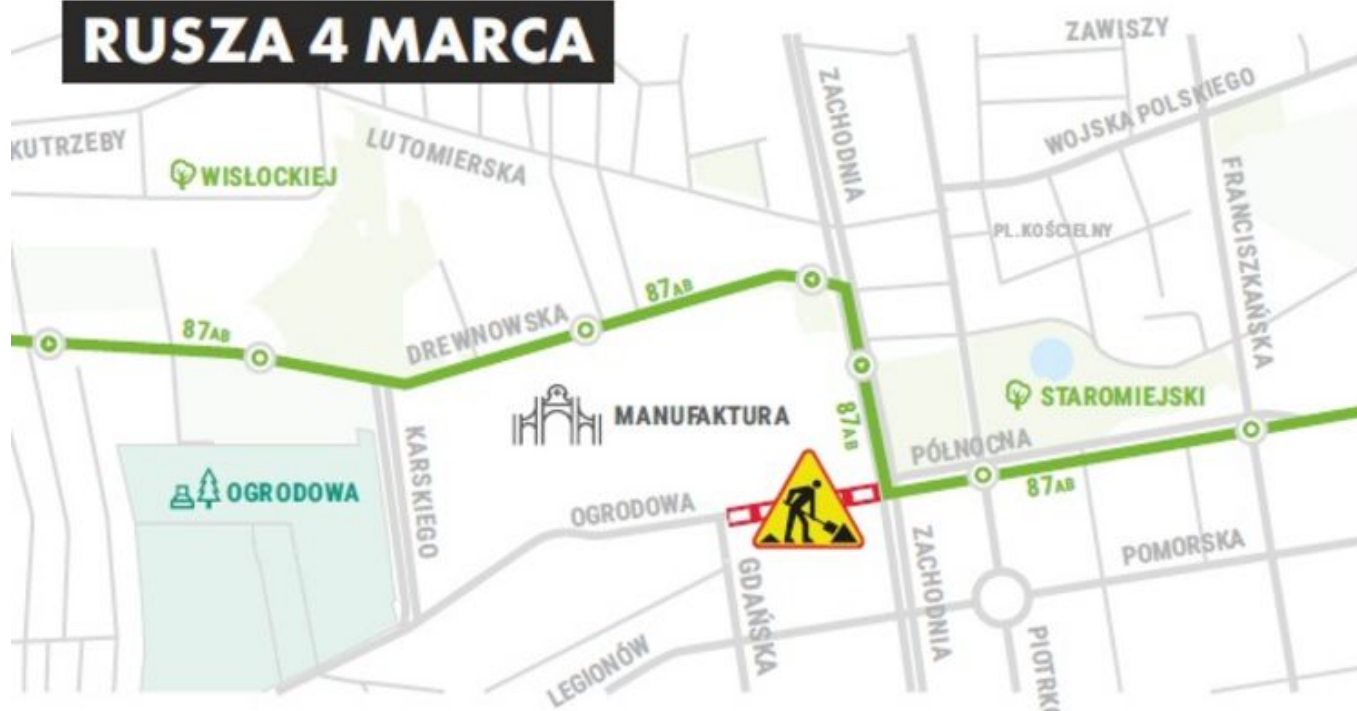 RUSZA 4 MARCA
ZAWISZY
ZACHODNIA
WOJSKA POLSKIEGO
KUTRZEBY
LUTOMIERSKA
WISŁOCKIEJ
FRANCISZKAŃSKA
PL.KOŚCIELNY
87AB
87AB
DREWNOWSKA
STAROMIEJSKI
MANUFAKTURA
87AB
PÓŁNOCNA
KARSKIEGO
87AB
OGRODOWA
OGRODOWA
ZACHODNIA
POMORSKA
GDAŃSKA
LEGIONÓW